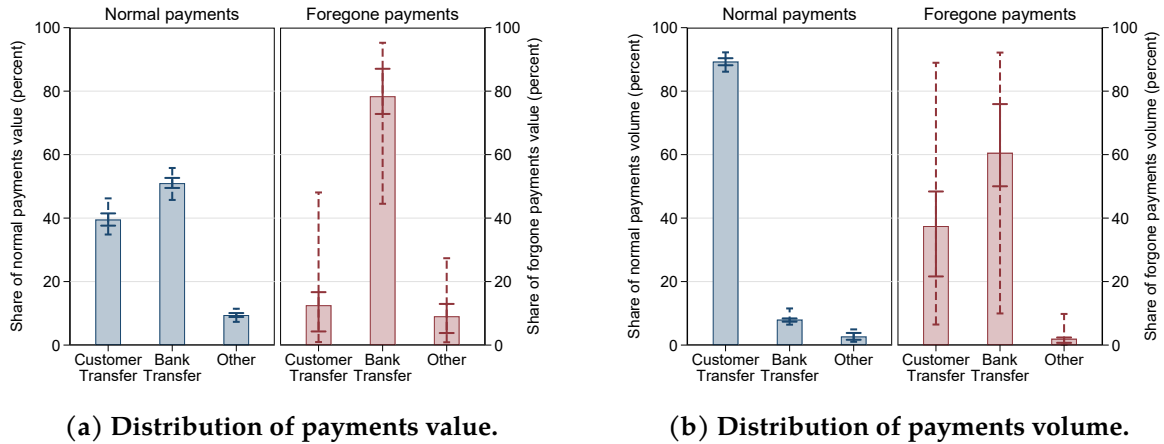 Normal payments
Foregone payments
Share of normal payments value (percent)
100
80
60
40
20
0
Customer Transfer
Bank Transfer
Other
Customer Transfer
Bank Transfer
Other
100
80
60
40
20
0
Share of forgone payments value (percent)
(a) Distribution of payments value.
Normal payments
Foregone payments
Share of normal payments volume (percent)
100
80
60
40
20
0
Customer Transfer
Bank Transfer
Other
Customer Transfer
Bank Transfer
Other
100
80
60
40
20
0
Share of forgone payments volume (percent)
(b) Distribution of payments volume.